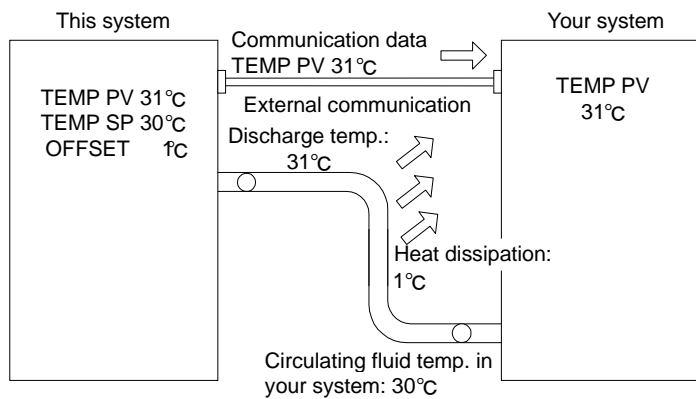 This system
Your system
Communication data
TEMP PV 31°C
External communication
TEMP PV 31°C
TEMP SP 30°C
OFFSET 1°C
TEMP PV
31°C
Discharge temp.:
31°C
Heat dissipation:
1°C
Circulating fluid temp. in
your system: 30°C